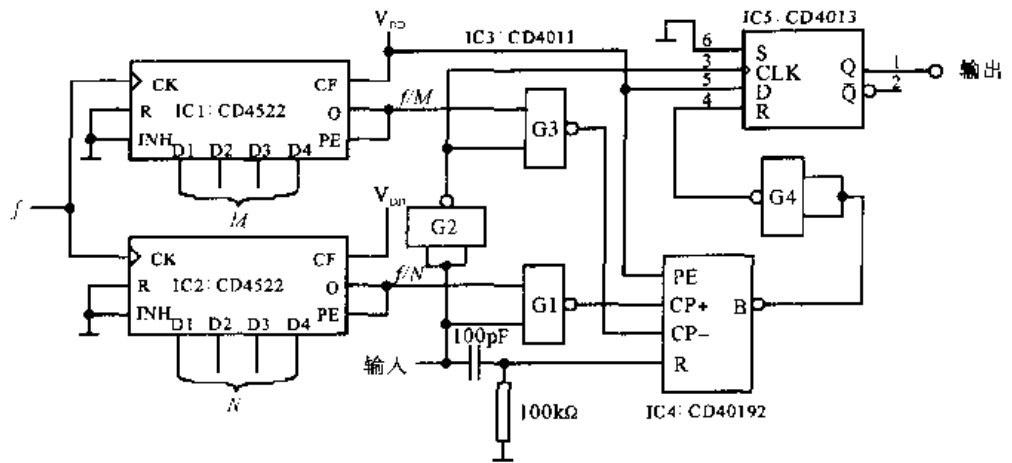 V_DD
IC3:CD4011
IC5:CD4013
CK
CF
R
IC1:CD4522
O
f/M
INH
PE
D1 D2 D3 D4
M
G3
6
S
3
CLK
5
D
4
R
Q
1
Q̄
2
输出
G4
f
G2
V_DD
CK
CF
R
IC2:CD4522
O
f/N
INH
PE
D1 D2 D3 D4
N
G1
PE
CP+
CP−
R
B
输入
100pF
100kΩ
IC4:CD40192